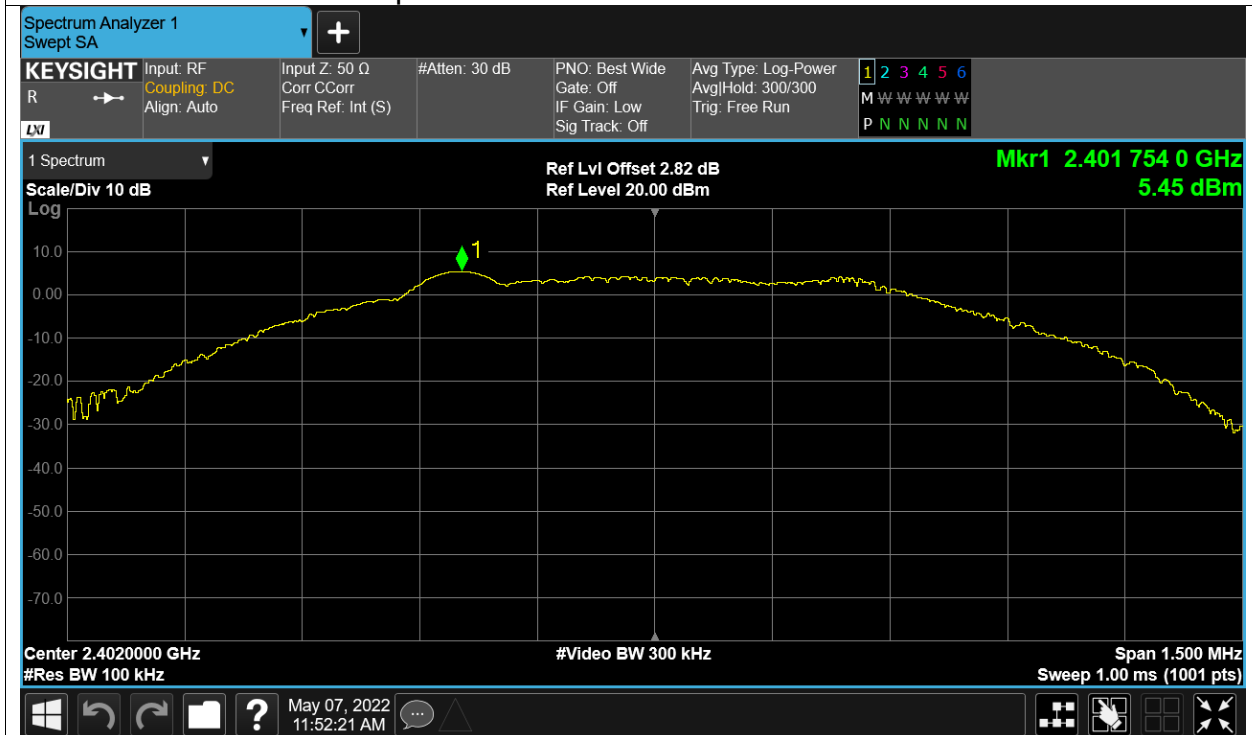 Spectrum Analyzer 1
Swept SA
KEYSIGHT
R
LXI
Input: RF
Coupling: DC
Align: Auto
Input Z: 50 Ω
Corr CCorr
Freq Ref: Int (S)
#Atten: 30 dB
PNO: Best Wide
Gate: Off
IF Gain: Low
Sig Track: Off
Avg Type: Log-Power
Avg|Hold: 300/300
Trig: Free Run
1 2 3 4 5 6
M W W W W W
P N N N N N N
1 Spectrum
Scale/Div 10 dB
Log
Ref Lvl Offset 2.82 dB
Ref Level 20.00 dBm
Mkr1 2.401 754 0 GHz
5.45 dBm
1
10.0
0.00
-10.0
-20.0
-30.0
-40.0
-50.0
-60.0
-70.0
Center 2.4020000 GHz
#Res BW 100 kHz
#Video BW 300 kHz
Span 1.500 MHz
Sweep 1.00 ms (1001 pts)
?
May 07, 2022
11:52:21 AM